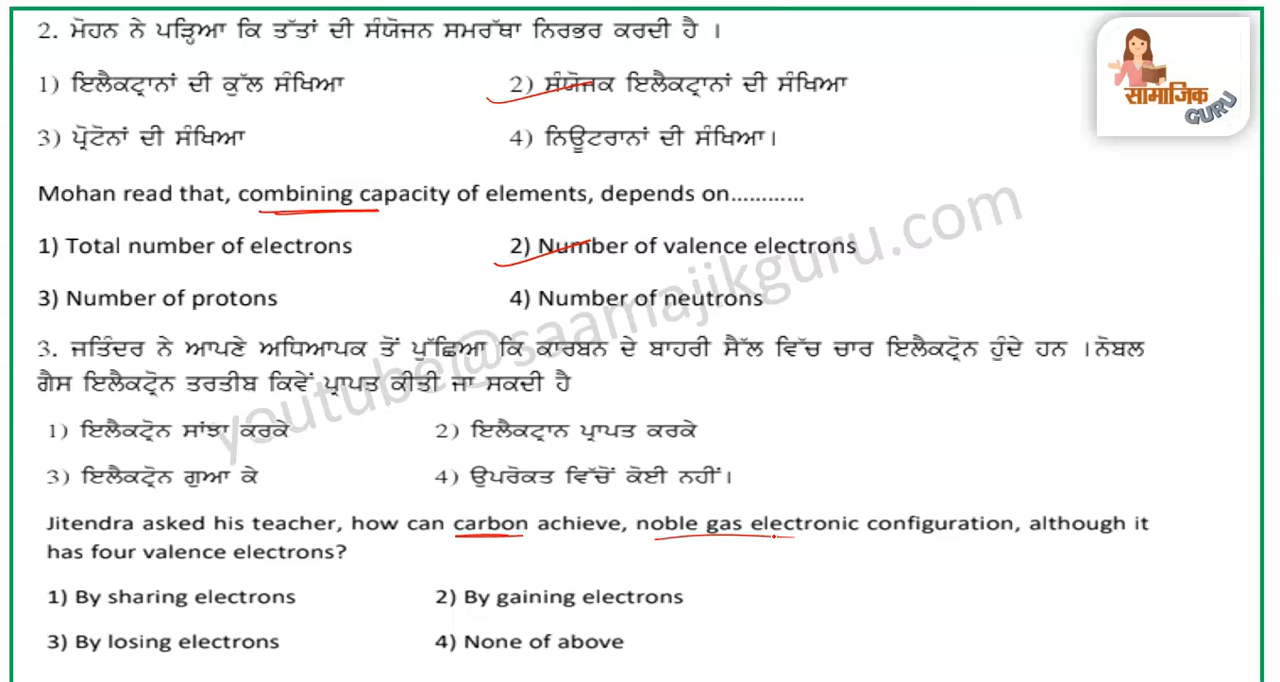 2. ਮੋਹਨ ਨੇ ਪੜ੍ਹਿਆ ਕਿ ਤੱਤਾਂ ਦੀ ਸੰਯੋਜਨ ਸਮਰੱਥਾ ਨਿਰਭਰ ਕਰਦੀ ਹੈ ।
सामाजिक
GURU
1) ਇਲੈਕਟ੍ਰਾਨਾਂ ਦੀ ਕੁੱਲ ਸੰਖਿਆ 2) ਸੰਯੋਜਕ ਇਲੈਕਟ੍ਰਾਨਾਂ ਦੀ ਸੰਖਿਆ
3) ਪ੍ਰੋਟੋਨਾਂ ਦੀ ਸੰਖਿਆ 4) ਨਿਊਟਰਾਨਾਂ ਦੀ ਸੰਖਿਆ।
Mohan read that, combining capacity of elements, depends on............
1) Total number of electrons 2) Number of valence electrons
3) Number of protons 4) Number of neutrons
3. ਜਤਿੰਦਰ ਨੇ ਆਪਣੇ ਅਧਿਆਪਕ ਤੋਂ ਪੁੱਛਿਆ ਕਿ ਕਾਰਬਨ ਦੇ ਬਾਹਰੀ ਸੈੱਲ ਵਿੱਚ ਚਾਰ ਇਲੈਕਟ੍ਰੋਨ ਹੁੰਦੇ ਹਨ ।ਨੋਬਲ
ਗੈਸ ਇਲੈਕਟ੍ਰੋਨ ਤਰਤੀਬ ਕਿਵੇਂ ਪ੍ਰਾਪਤ ਕੀਤੀ ਜਾ ਸਕਦੀ ਹੈ
1) ਇਲੈਕਟ੍ਰੋਨ ਸਾਂਝਾ ਕਰਕੇ 2) ਇਲੈਕਟ੍ਰਾਨ ਪ੍ਰਾਪਤ ਕਰਕੇ
3) ਇਲੈਕਟ੍ਰੋਨ ਗੁਆ ਕੇ 4) ਉਪਰੋਕਤ ਵਿੱਚੋਂ ਕੋਈ ਨਹੀਂ।
Jitendra asked his teacher, how can carbon achieve, noble gas electronic configuration, although it
has four valence electrons?
1) By sharing electrons 2) By gaining electrons
3) By losing electrons 4) None of above
youtube@saamajikguru.com